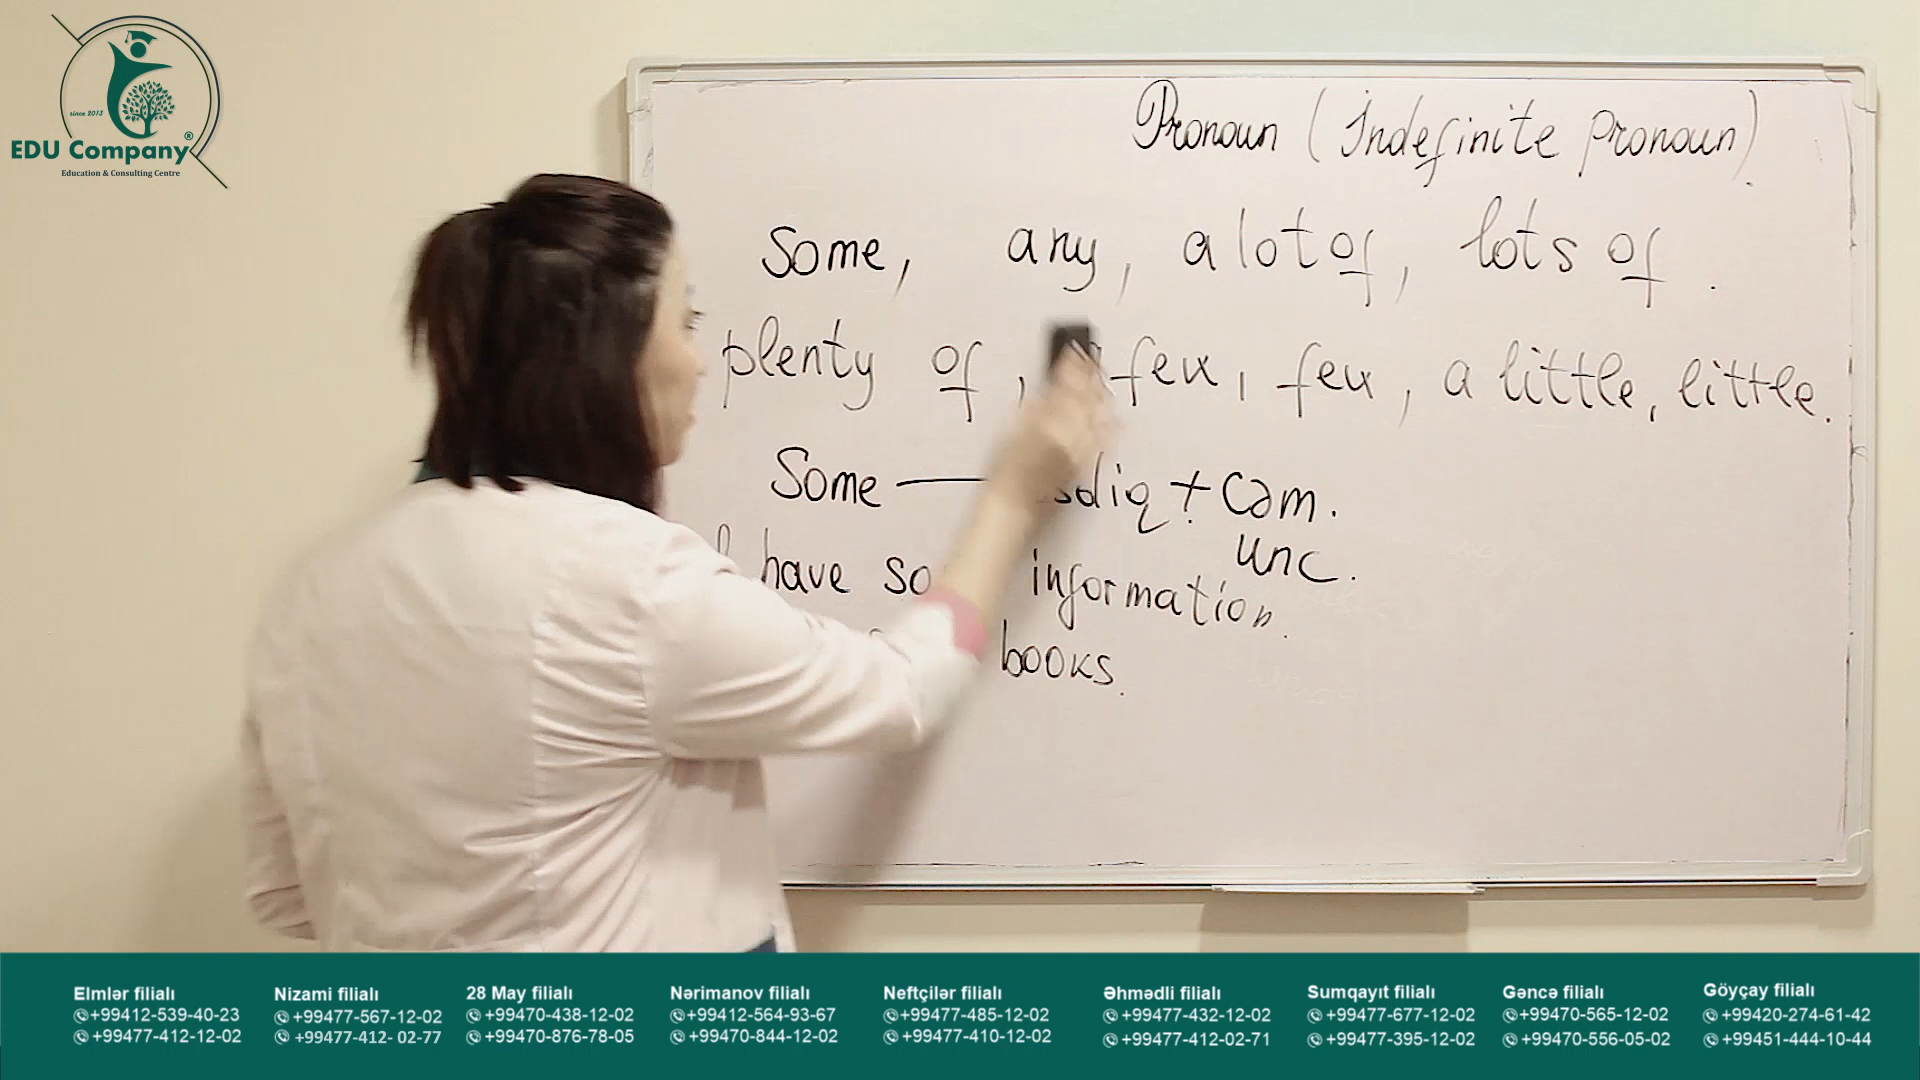 since 2013
EDU Company®
Education & Consulting Centre
Pronoun (Indefinite pronoun).
Some, any, a lot of, lots of.
plenty of, few, few, a little, little.
Some — sdiq + Cəm.
unc.
have so information.
books.
Elmlər filialı
+99412-539-40-23
+99477-412-12-02
Nizami filialı
+99477-567-12-02
+99477-412- 02-77
28 May filialı
+99470-438-12-02
+99470-876-78-05
Nərimanov filialı
+99412-564-93-67
+99470-844-12-02
Neftçilər filialı
+99477-485-12-02
+99477-410-12-02
Əhmədli filialı
+99477-432-12-02
+99477-412-02-71
Sumqayıt filialı
+99477-677-12-02
+99477-395-12-02
Gəncə filialı
+99470-565-12-02
+99470-556-05-02
Göyçay filialı
+99420-274-61-42
+99451-444-10-44